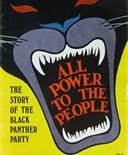 ALL
POWER
TO THE
PEOPLE
THE
STORY OF
THE BLACK
PANTHER
PARTY